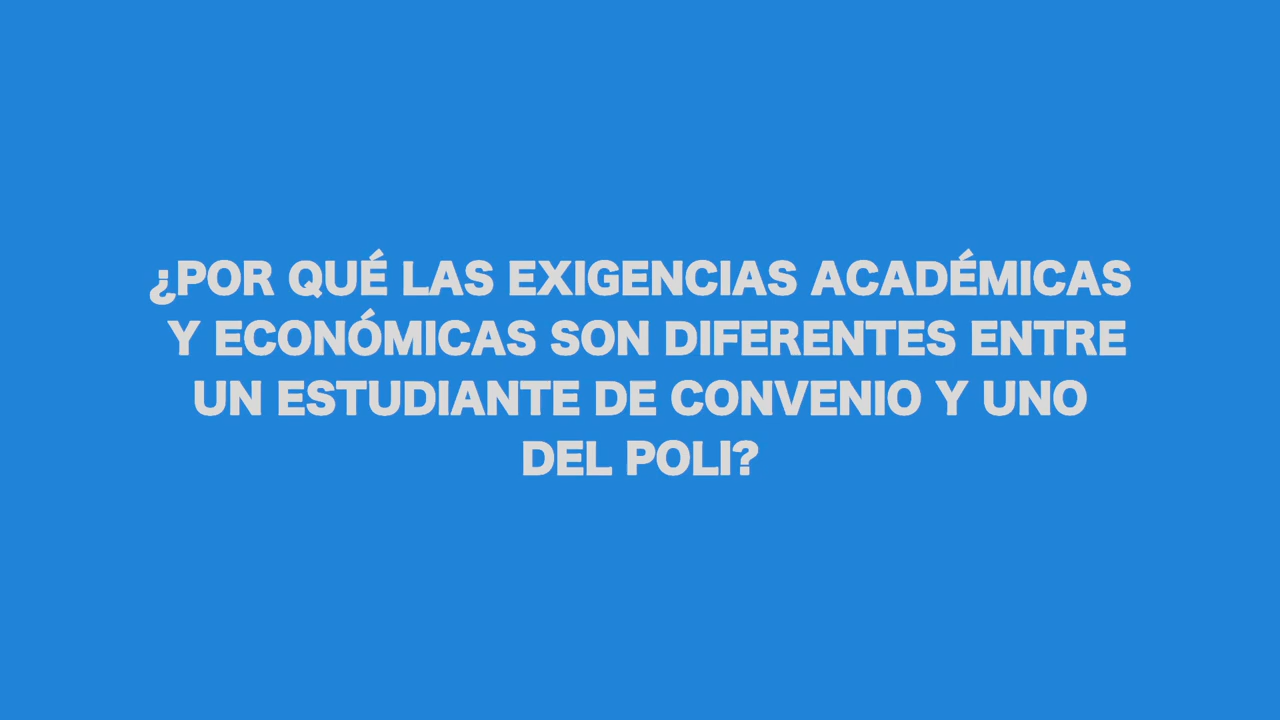 ¿POR QUÉ LAS EXIGENCIAS ACADÉMICAS
Y ECONÓMICAS SON DIFERENTES ENTRE
UN ESTUDIANTE DE CONVENIO Y UNO
DEL POLI?